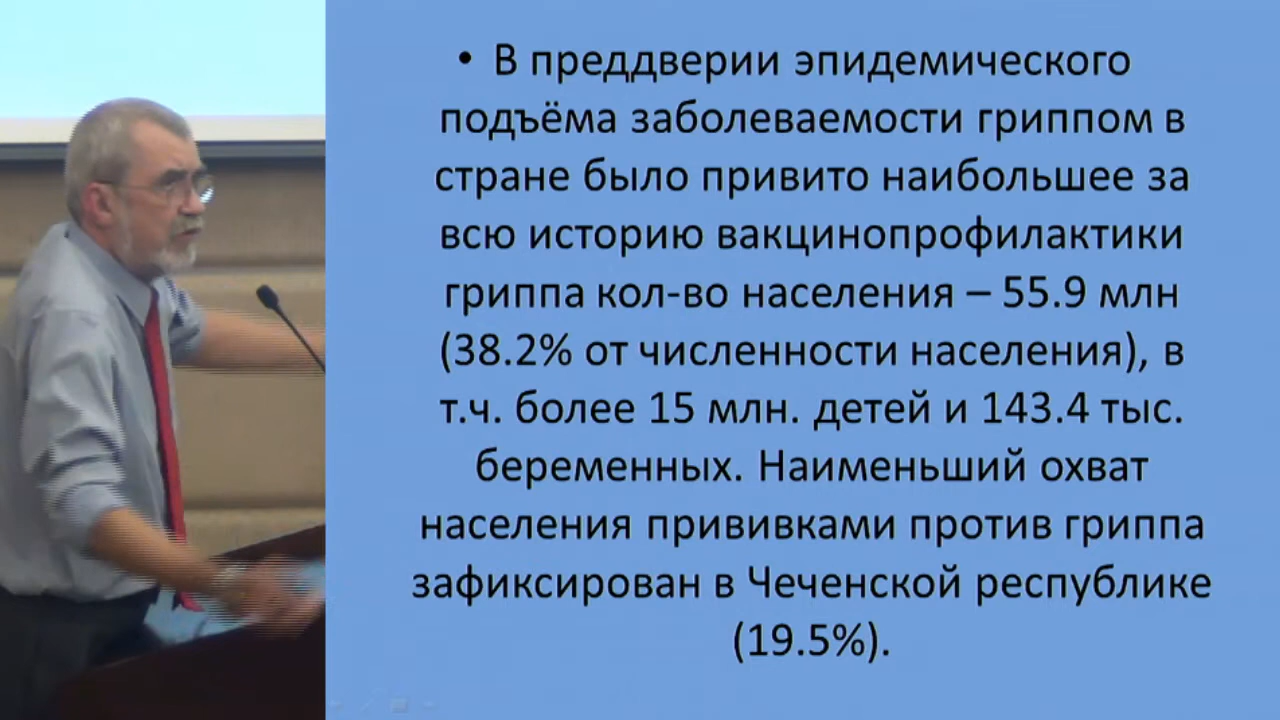 • В преддверии эпидемического
подъёма заболеваемости гриппом в
стране было привито наибольшее за
всю историю вакцинопрофилактики
гриппа кол-во населения – 55.9 млн
(38.2% от численности населения), в
т.ч. более 15 млн. детей и 143.4 тыс.
беременных. Наименьший охват
населения прививками против гриппа
зафиксирован в Чеченской республике
(19.5%).